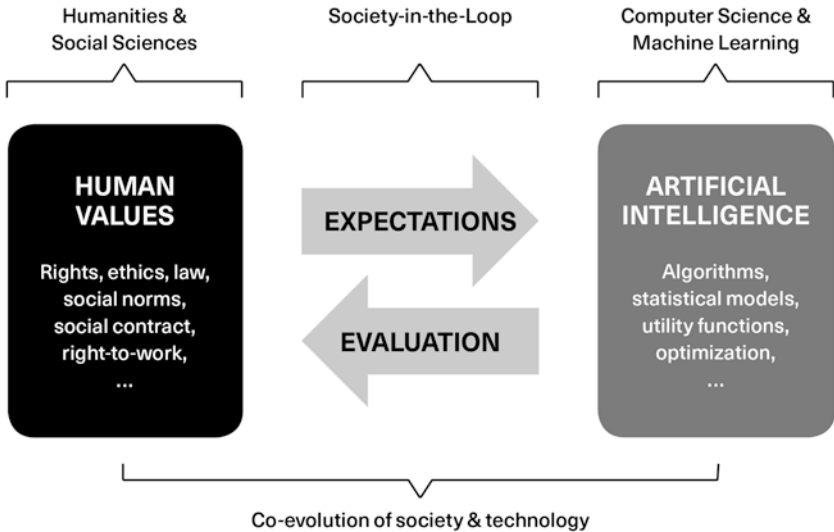 Humanities &
Social Sciences
Society-in-the-Loop
Computer Science &
Machine Learning
HUMAN
VALUES
Rights, ethics, law,
social norms,
social contract,
right-to-work,
...
EXPECTATIONS
EVALUATION
ARTIFICIAL
INTELLIGENCE
Algorithms,
statistical models,
utility functions,
optimization,
...
Co-evolution of society & technology